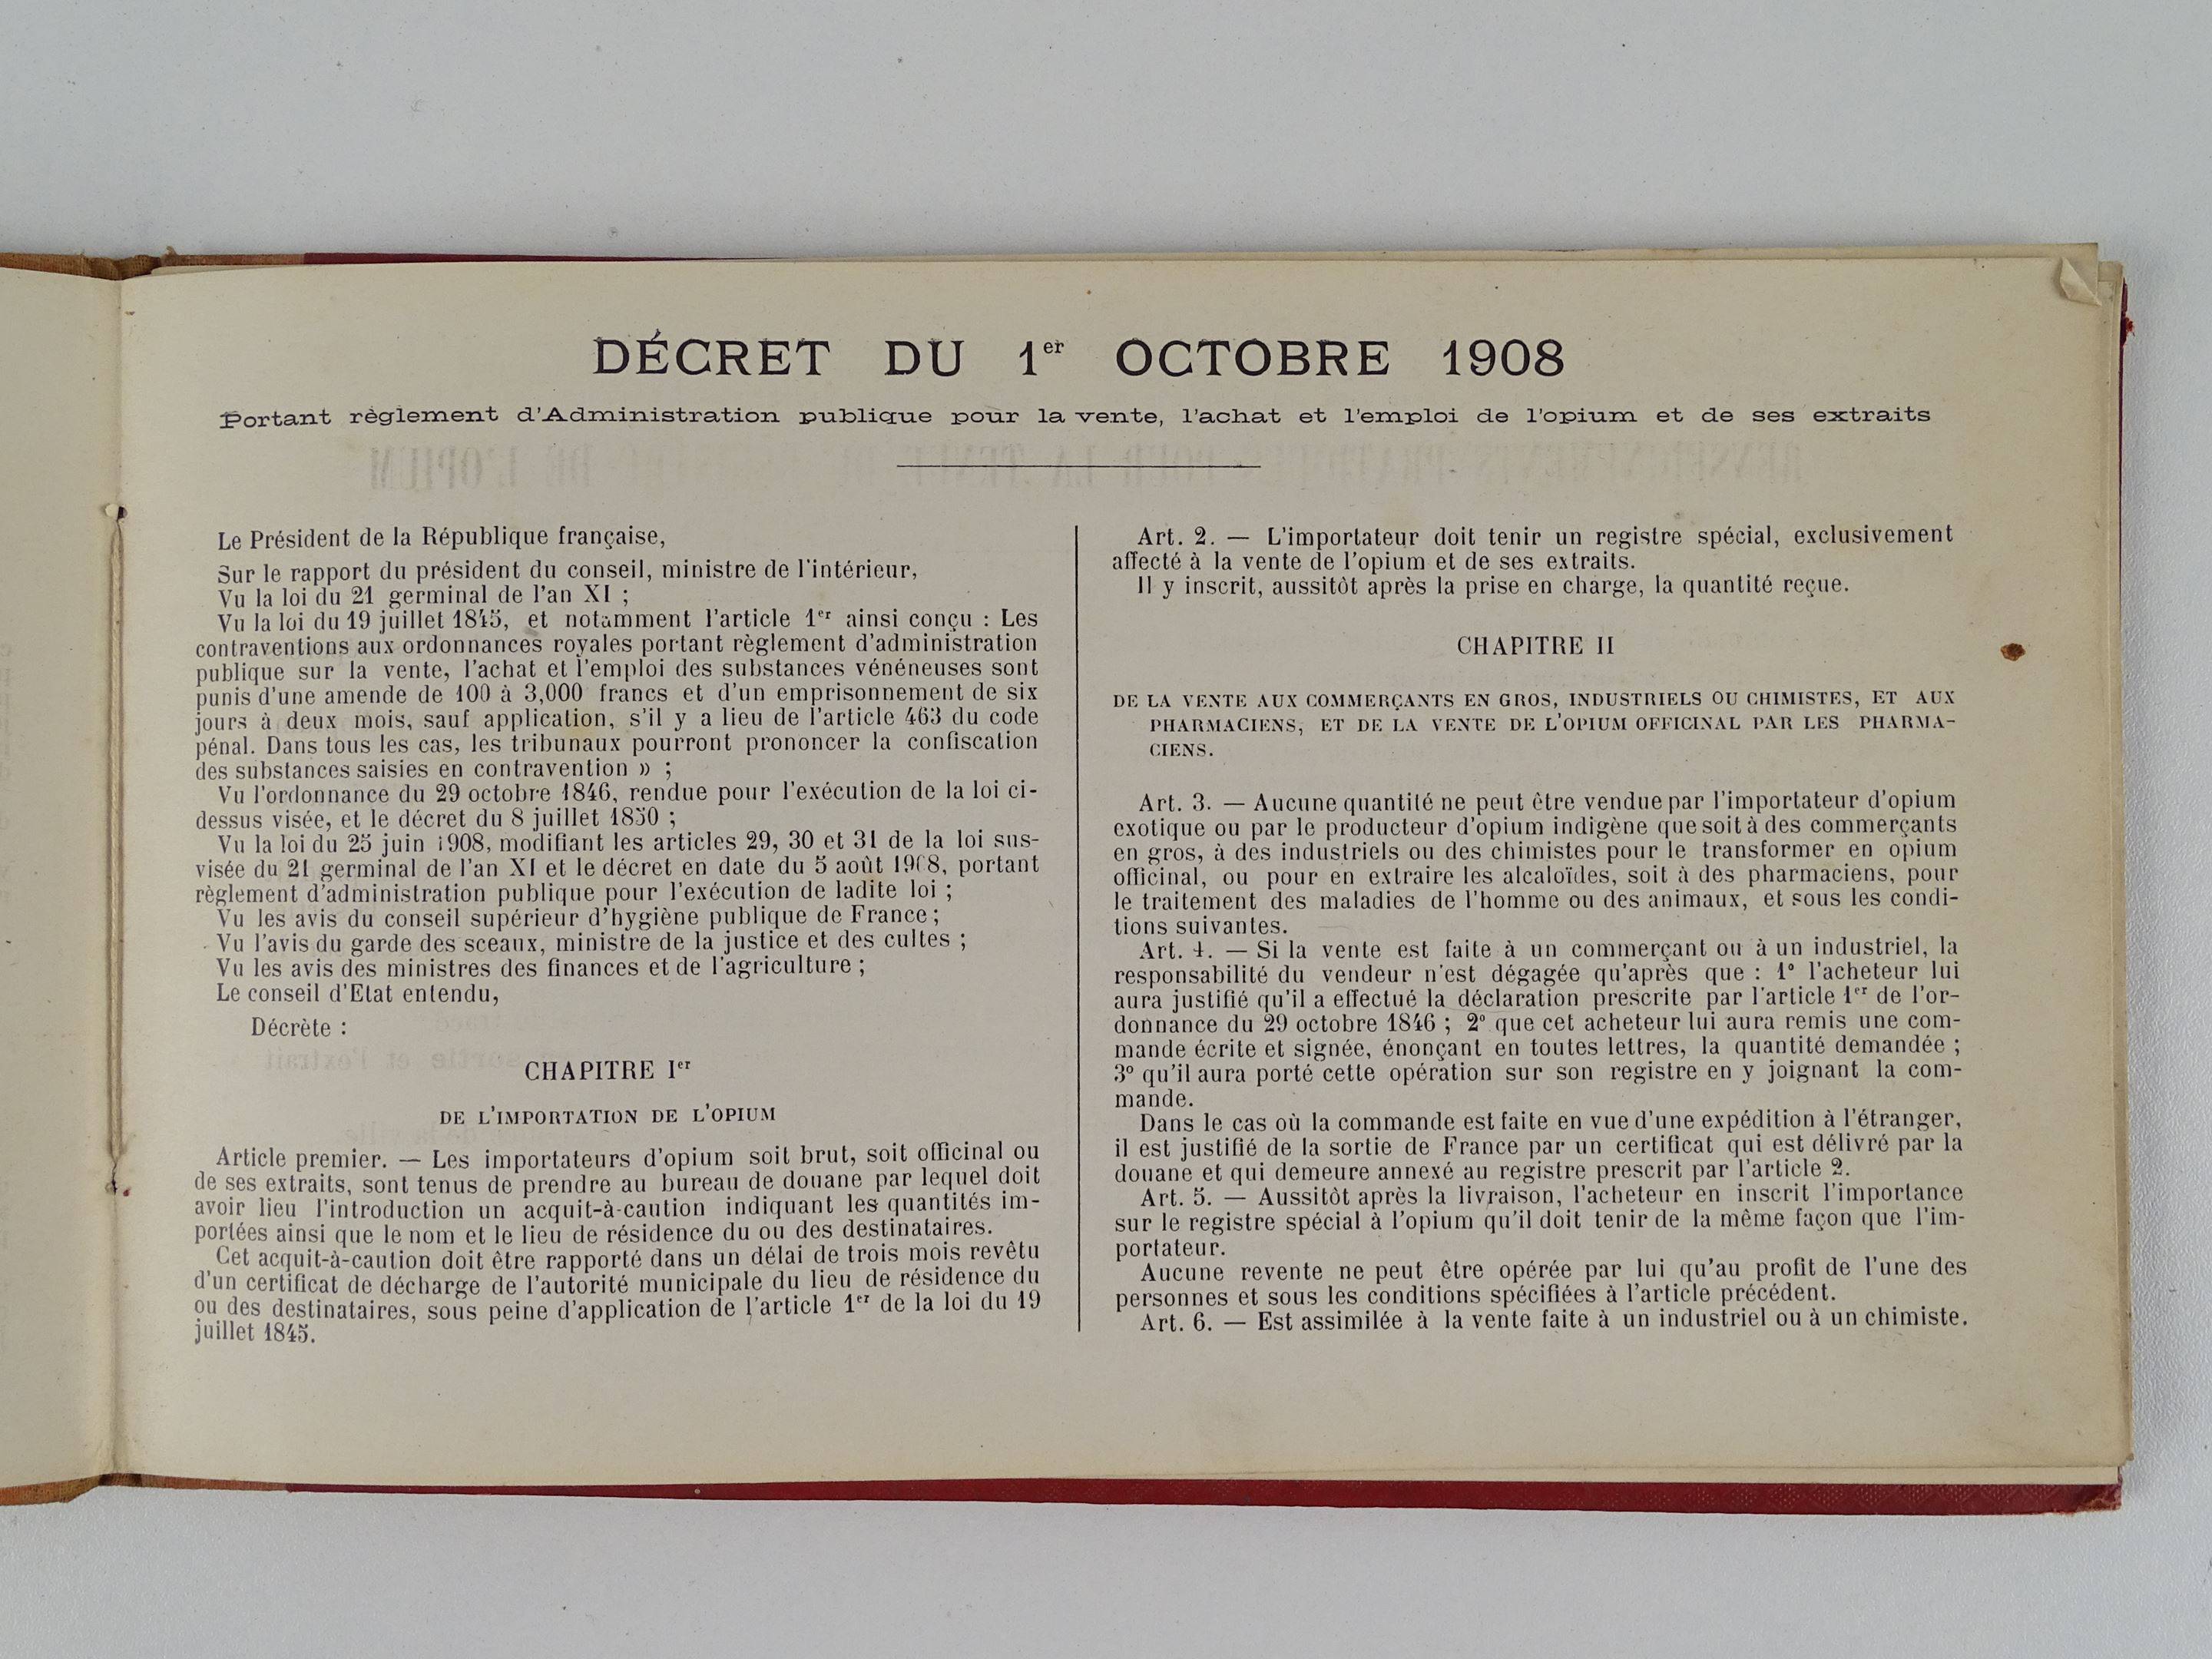 DÉCRET DU 1er OCTOBRE 1908
Portant règlement d'Administration publique pour la vente, l'achat et l'emploi de l'opium et de ses extraits
Le Président de la République française,
Sur le rapport du président du conseil, ministre de l'intérieur,
Vu la loi du 21 germinal de l'an XI ;
Vu la loi du 19 juillet 1845, et notamment l'article 1er ainsi conçu : Les
contraventions aux ordonnances royales portant règlement d'administration
publique sur la vente, l'achat et l'emploi des substances vénéneuses sont
punis d'une amende de 100 à 3,000 francs et d'un emprisonnement de six
jours à deux mois, sauf application, s'il y a lieu de l'article 463 du code
pénal. Dans tous les cas, les tribunaux pourront prononcer la confiscation
des substances saisies en contravention » ;
Vu l'ordonnance du 29 octobre 1846, rendue pour l'exécution de la loi ci-
dessus visée, et le décret du 8 juillet 1850 ;
Vu la loi du 25 juin 1908, modifiant les articles 29, 30 et 31 de la loi sus-
visée du 21 germinal de l'an XI et le décret en date du 5 août 1908, portant
règlement d'administration publique pour l'exécution de ladite loi ;
Vu les avis du conseil supérieur d'hygiène publique de France ;
Vu l'avis du garde des sceaux, ministre de la justice et des cultes ;
Vu les avis des ministres des finances et de l'agriculture ;
Le conseil d'Etat entendu,
Décrète :
CHAPITRE Ier
DE L'IMPORTATION DE L'OPIUM
Article premier. — Les importateurs d'opium soit brut, soit officinal ou
de ses extraits, sont tenus de prendre au bureau de douane par lequel doit
avoir lieu l'introduction un acquit-à-caution indiquant les quantités im-
portées ainsi que le nom et le lieu de résidence du ou des destinataires.
Cet acquit-à-caution doit être rapporté dans un délai de trois mois revêtu
d'un certificat de décharge de l'autorité municipale du lieu de résidence du
ou des destinataires, sous peine d'application de l'article 1er de la loi du 19
juillet 1845.
Art. 2. — L'importateur doit tenir un registre spécial, exclusivement
affecté à la vente de l'opium et de ses extraits.
Il y inscrit, aussitôt après la prise en charge, la quantité reçue.
CHAPITRE II
DE LA VENTE AUX COMMERÇANTS EN GROS, INDUSTRIELS OU CHIMISTES, ET AUX
PHARMACIENS, ET DE LA VENTE DE L'OPIUM OFFICINAL PAR LES PHARMA-
CIENS.
Art. 3. — Aucune quantité ne peut être vendue par l'importateur d'opium
exotique ou par le producteur d'opium indigène que soit à des commerçants
en gros, à des industriels ou des chimistes pour le transformer en opium
officinal, ou pour en extraire les alcaloïdes, soit à des pharmaciens, pour
le traitement des maladies de l'homme ou des animaux, et sous les condi-
tions suivantes.
Art. 4. — Si la vente est faite à un commerçant ou à un industriel, la
responsabilité du vendeur n'est dégagée qu'après que : 1° l'acheteur lui
aura justifié qu'il a effectué la déclaration prescrite par l'article 1er de l'or-
donnance du 29 octobre 1846 ; 2° que cet acheteur lui aura remis une com-
mande écrite et signée, énonçant en toutes lettres, la quantité demandée ;
3° qu'il aura porté cette opération sur son registre en y joignant la com-
mande.
Dans le cas où la commande est faite en vue d'une expédition à l'étranger,
il est justifié de la sortie de France par un certificat qui est délivré par la
douane et qui demeure annexé au registre prescrit par l'article 2.
Art. 5. — Aussitôt après la livraison, l'acheteur en inscrit l'importance
sur le registre spécial à l'opium qu'il doit tenir de la même façon que l'im-
portateur.
Aucune revente ne peut être opérée par lui qu'au profit de l'une des
personnes et sous les conditions spécifiées à l'article précédent.
Art. 6. — Est assimilée à la vente faite à un industriel ou à un chimiste.